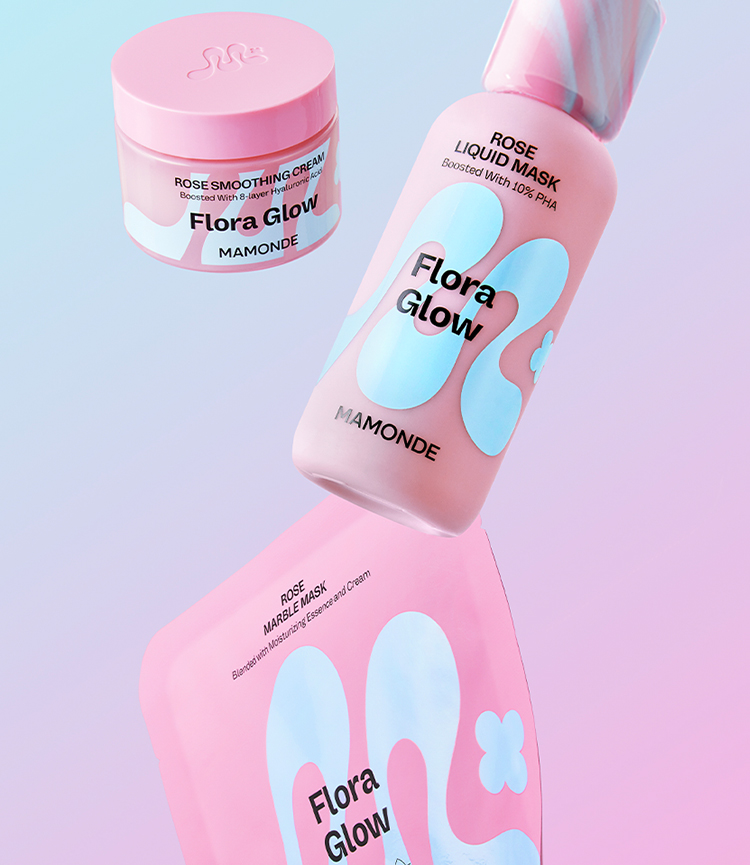 ROSE SMOOTHING CREAM
Boosted With 8-layer Hyaluronic Acids
Flora Glow
MAMONDE
ROSE
LIQUID MASK
Boosted With 10% PHA
Flora
Glow
MAMONDE
ROSE
MARBLE MASK
Blended with Moisturizing Essence and Cream
Flora
Glow